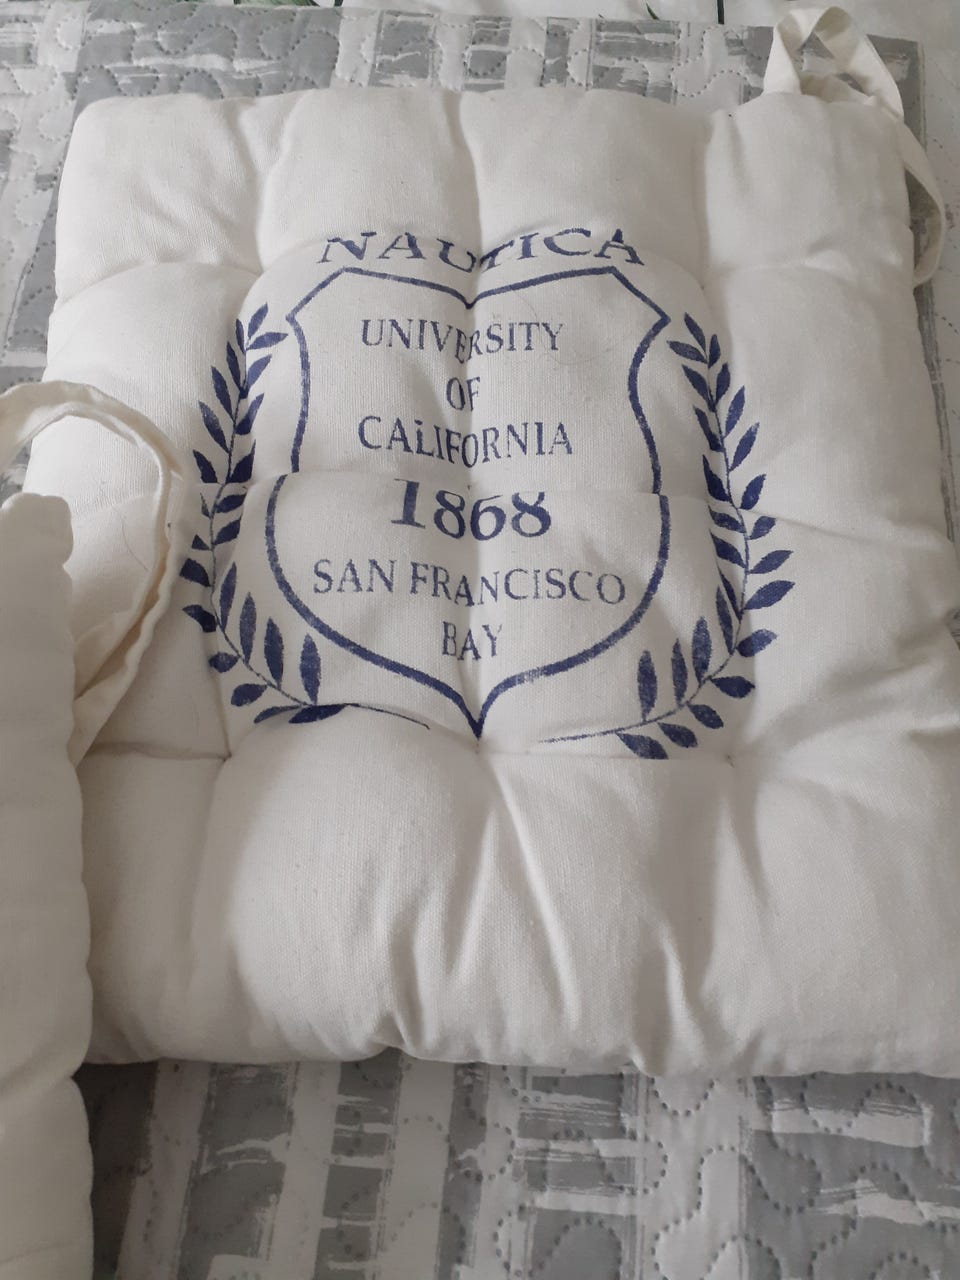 NAUTICA
UNIVERSITY
OF
CALIFORNIA
1868
SAN FRANCISCO
BAY